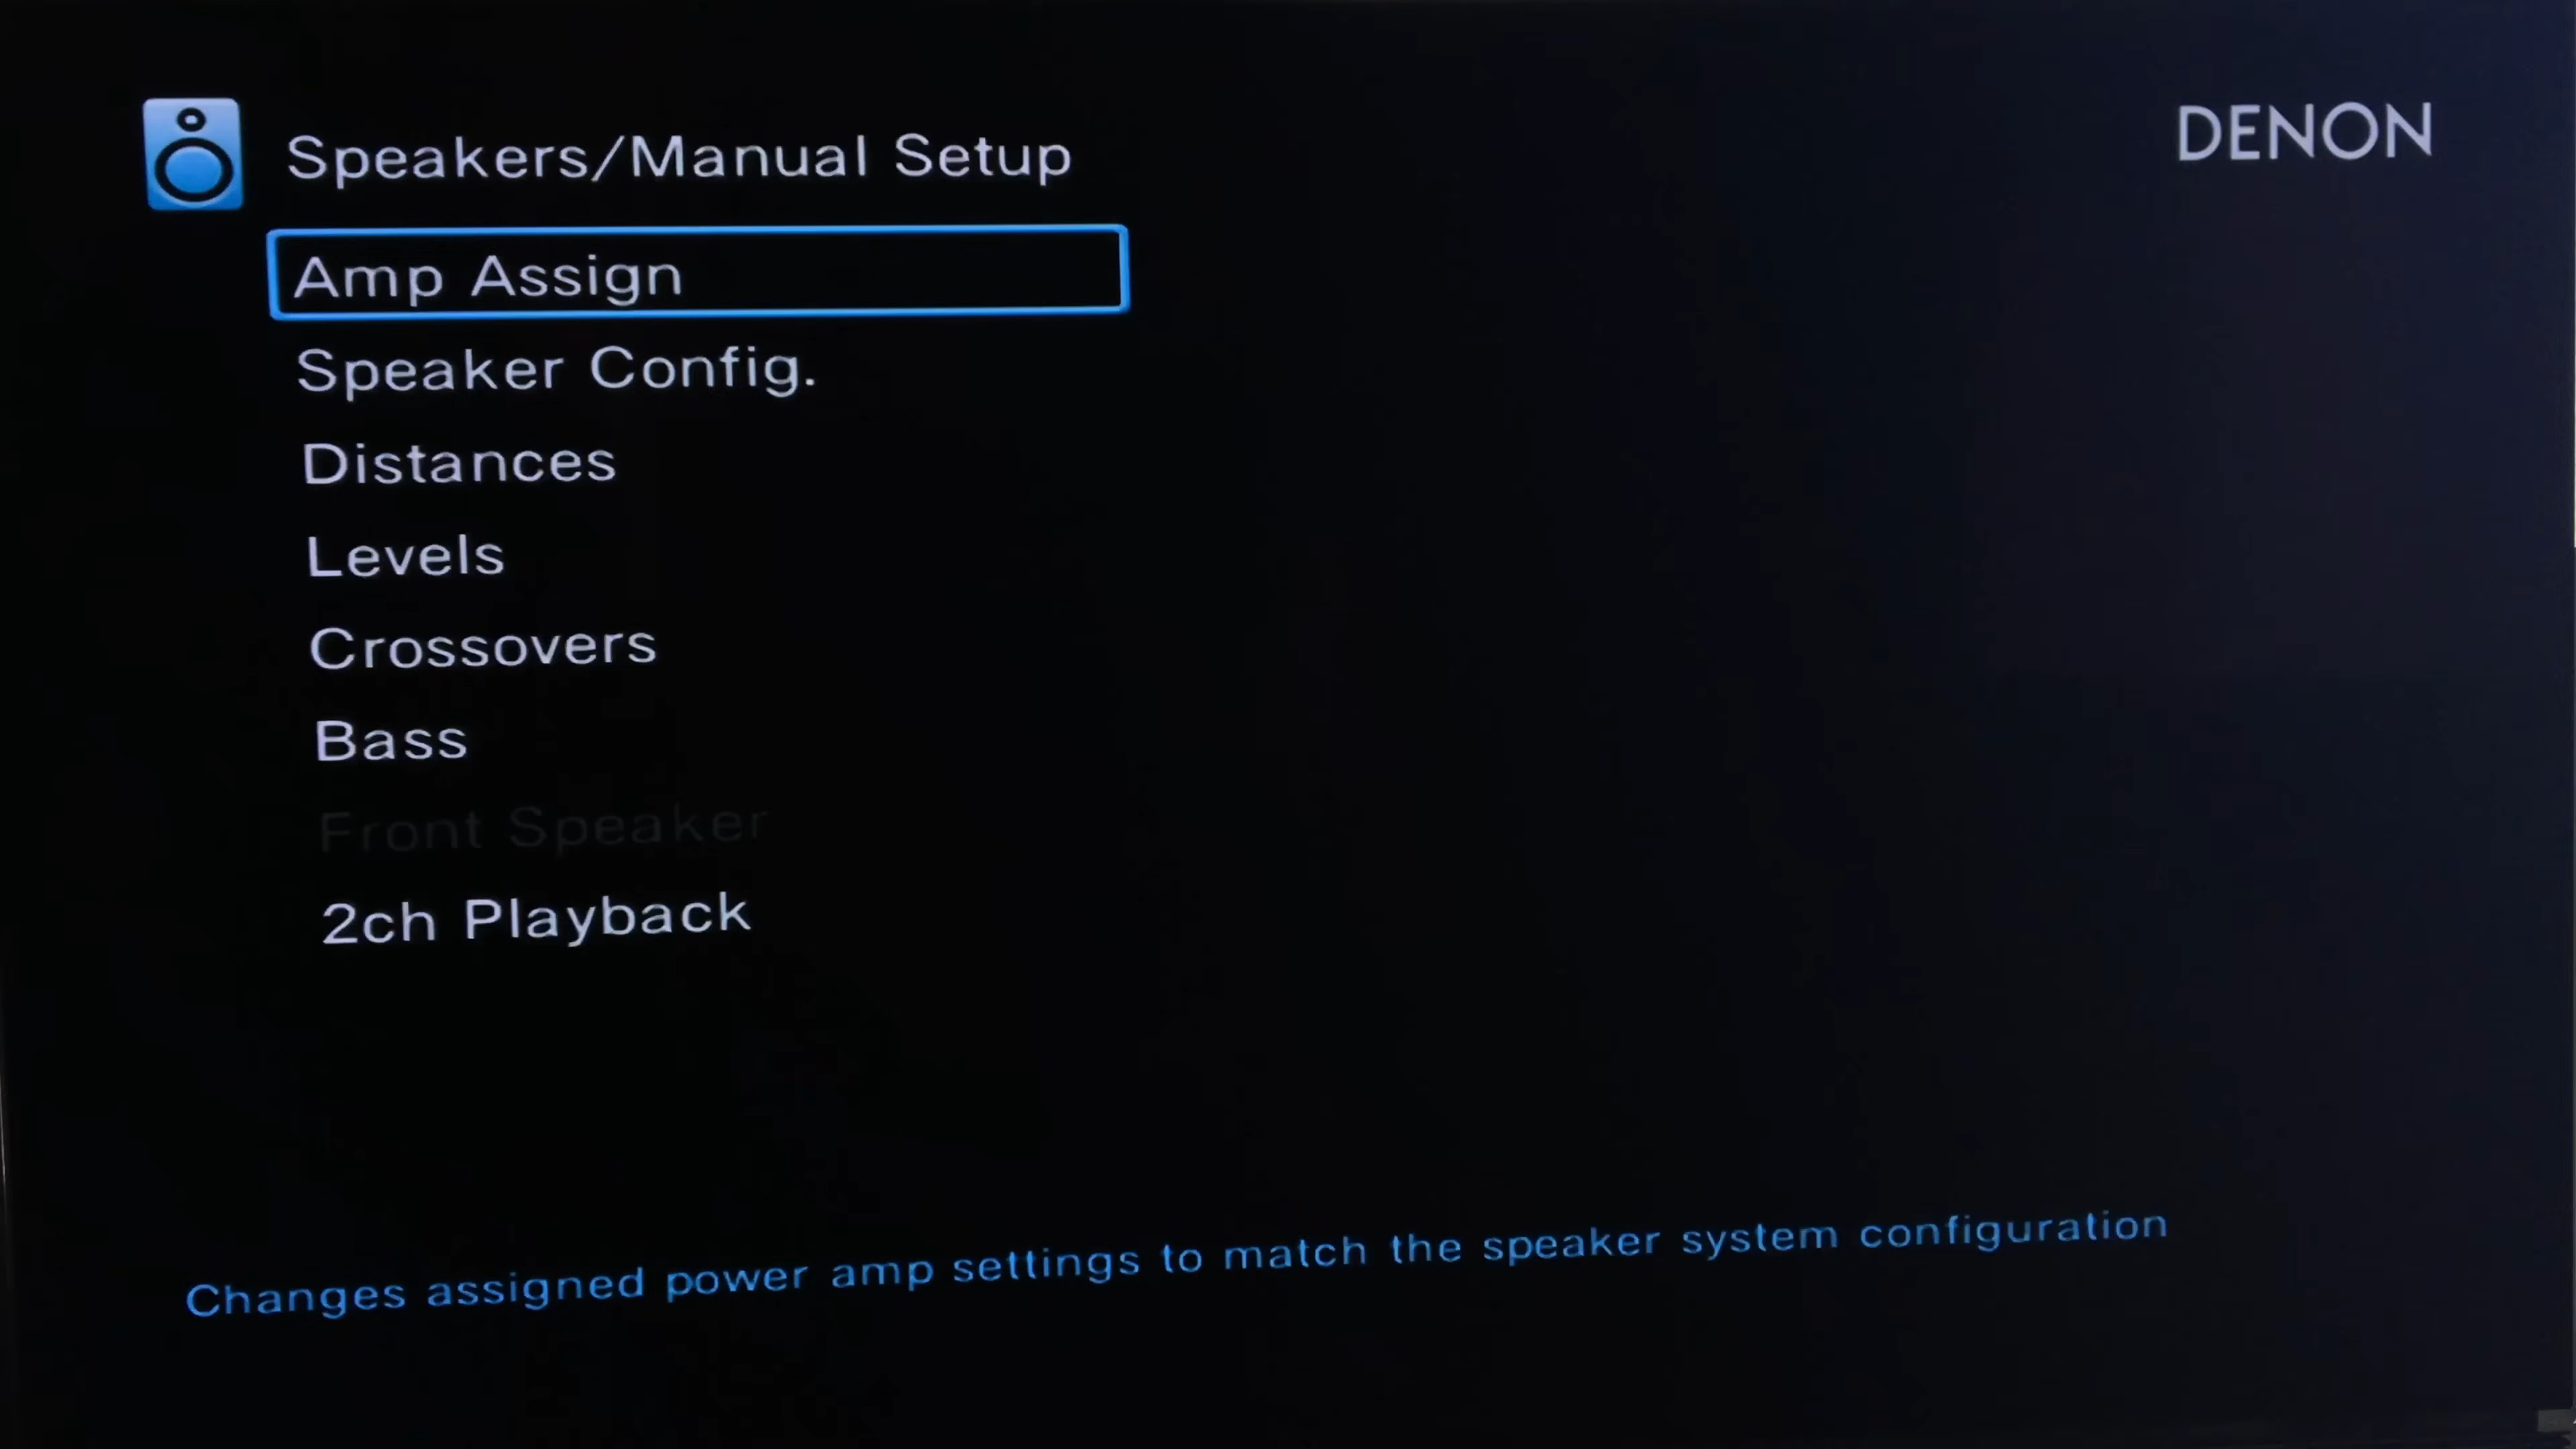 Speakers/Manual Setup
DENON
Amp Assign
Speaker Config.
Distances
Levels
Crossovers
Bass
Front Speaker
2ch Playback
Changes assigned power amp settings to match the speaker system configuration